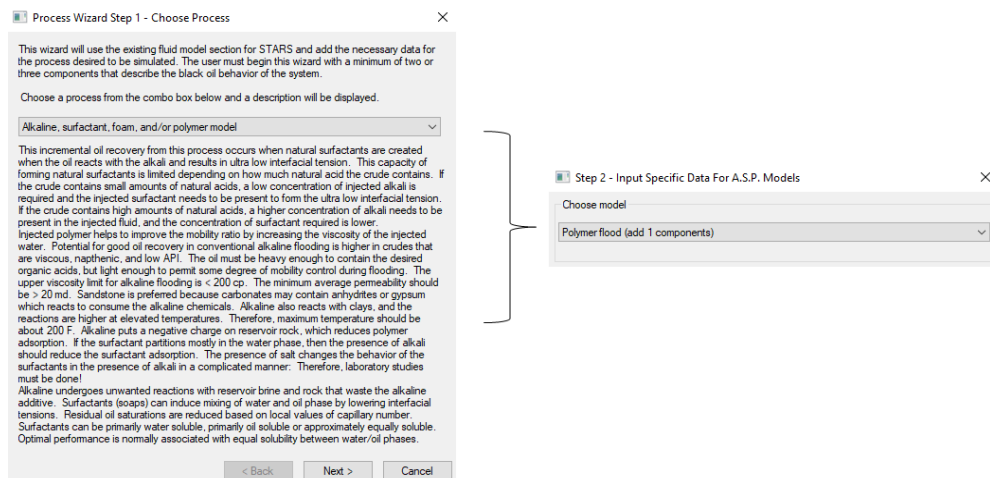 Process Wizard Step 1 - Choose Process
This wizard will use the existing fluid model section for STARS and add the necessary data for
the process desired to be simulated. The user must begin this wizard with a minimum of two or
three components that describe the black oil behavior of the system.
Choose a process from the combo box below and a description will be displayed.
Alkaline, surfactant, foam, and/or polymer model
This incremental oil recovery from this process occurs when natural surfactants are created
when the oil reacts with the alkali and results in ultra low interfacial tension. This capacity of
forming natural surfactants is limited depending on how much natural acid the crude contains. If
the crude contains small amounts of natural acids, a low concentration of injected alkali is
required and the injected surfactant needs to be present to form the ultra low interfacial tension.
If the crude contains high amounts of natural acids, a higher concentration of alkali needs to be
present in the injected fluid, and the concentration of surfactant required is lower.
Injected polymer helps to improve the mobility ratio by increasing the viscosity of the injected
water. Potential for good oil recovery in conventional alkaline flooding is higher in crudes that
are viscous, napthenic, and low API. The oil must be heavy enough to contain the desired
organic acids, but light enough to permit some degree of mobility control during flooding. The
upper viscosity limit for alkaline flooding is < 200 cp. The minimum average permeability should
be > 20 md. Sandstone is preferred because carbonates may contain anhydrites or gypsum
which reacts to consume the alkaline chemicals. Alkaline also reacts with clays, and the
reactions are higher at elevated temperatures. Therefore, maximum temperature should be
about 200 F. Alkaline puts a negative charge on reservoir rock, which reduces polymer
adsorption. If the surfactant partitions mostly in the water phase, then the presence of alkali
should reduce the surfactant adsorption. The presence of salt changes the behavior of the
surfactants in the presence of alkali in a complicated manner: Therefore, laboratory studies
must be done!
Alkaline undergoes unwanted reactions with reservoir brine and rock that waste the alkaline
additive. Surfactants (soaps) can induce mixing of water and oil phase by lowering interfacial
tensions. Residual oil saturations are reduced based on local values of capillary number.
Surfactants can be primarily water soluble, primarily oil soluble or approximately equally soluble.
Optimal performance is normally associated with equal solubility between water/oil phases.
< Back
Next >
Cancel
Step 2 - Input Specific Data For A.S.P. Models
Choose model
Polymer flood (add 1 components)